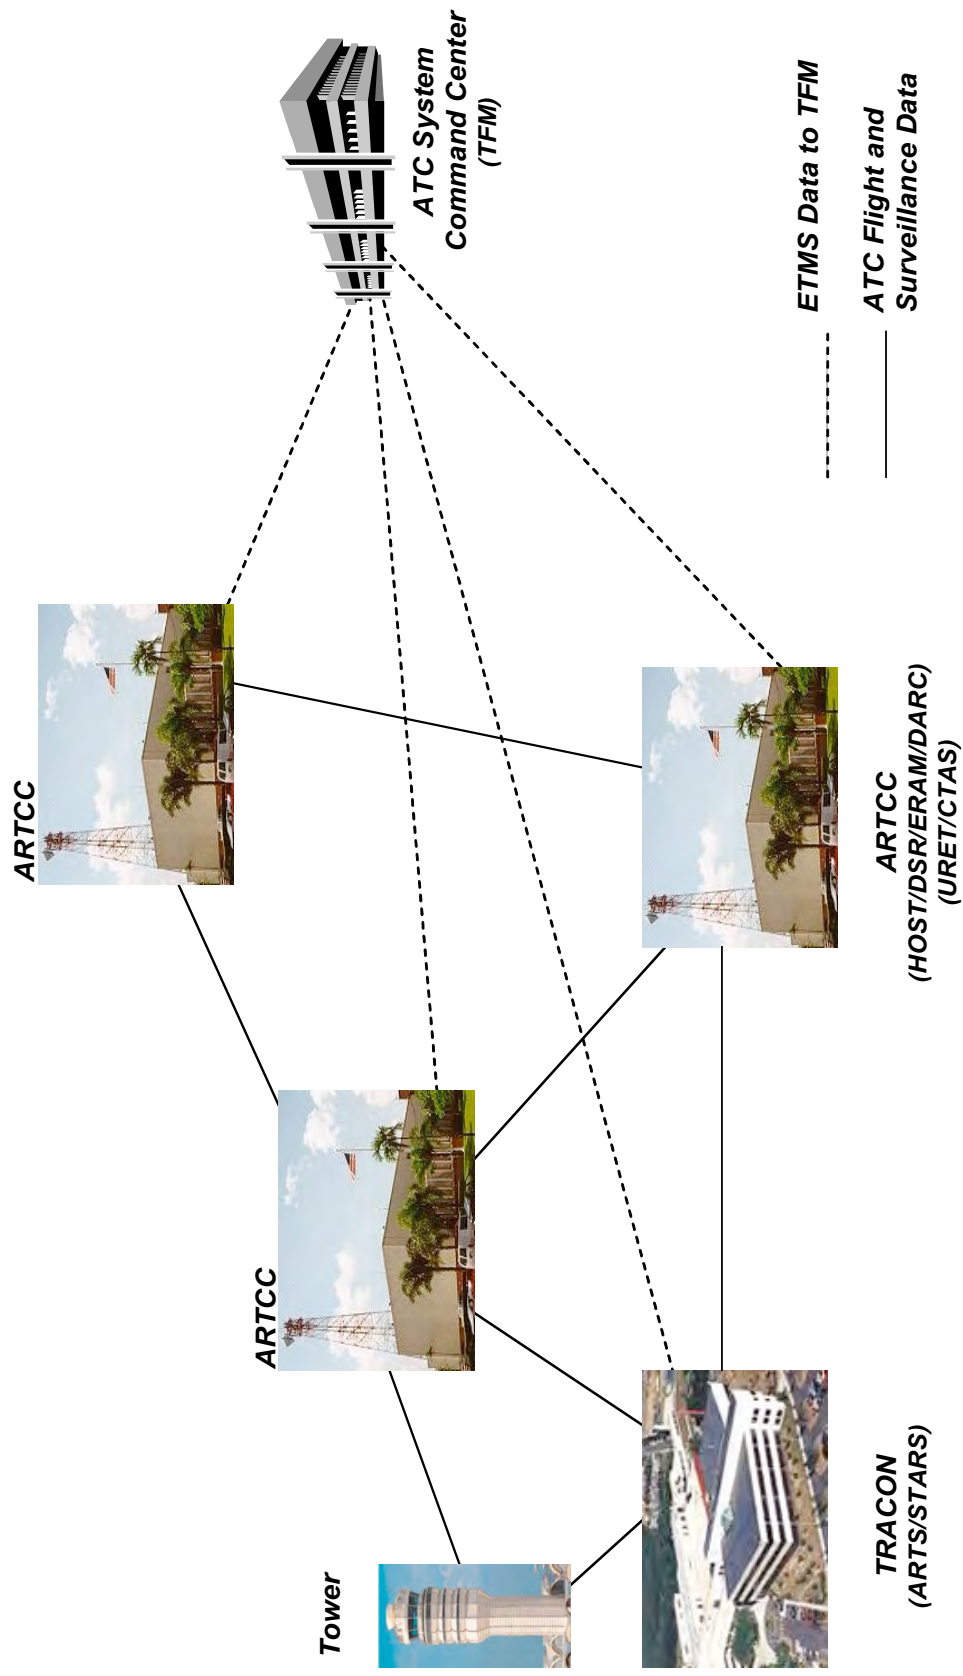 ARTCC
ATC System
Command Center
(TFM)
ARTCC
Tower
ETMS Data to TFM
ATC Flight and
Surveillance Data
TRACON
(ARTS/STARS)
ARTCC
(HOST/DSR/ERAM/DARC)
(URET/CTAS)